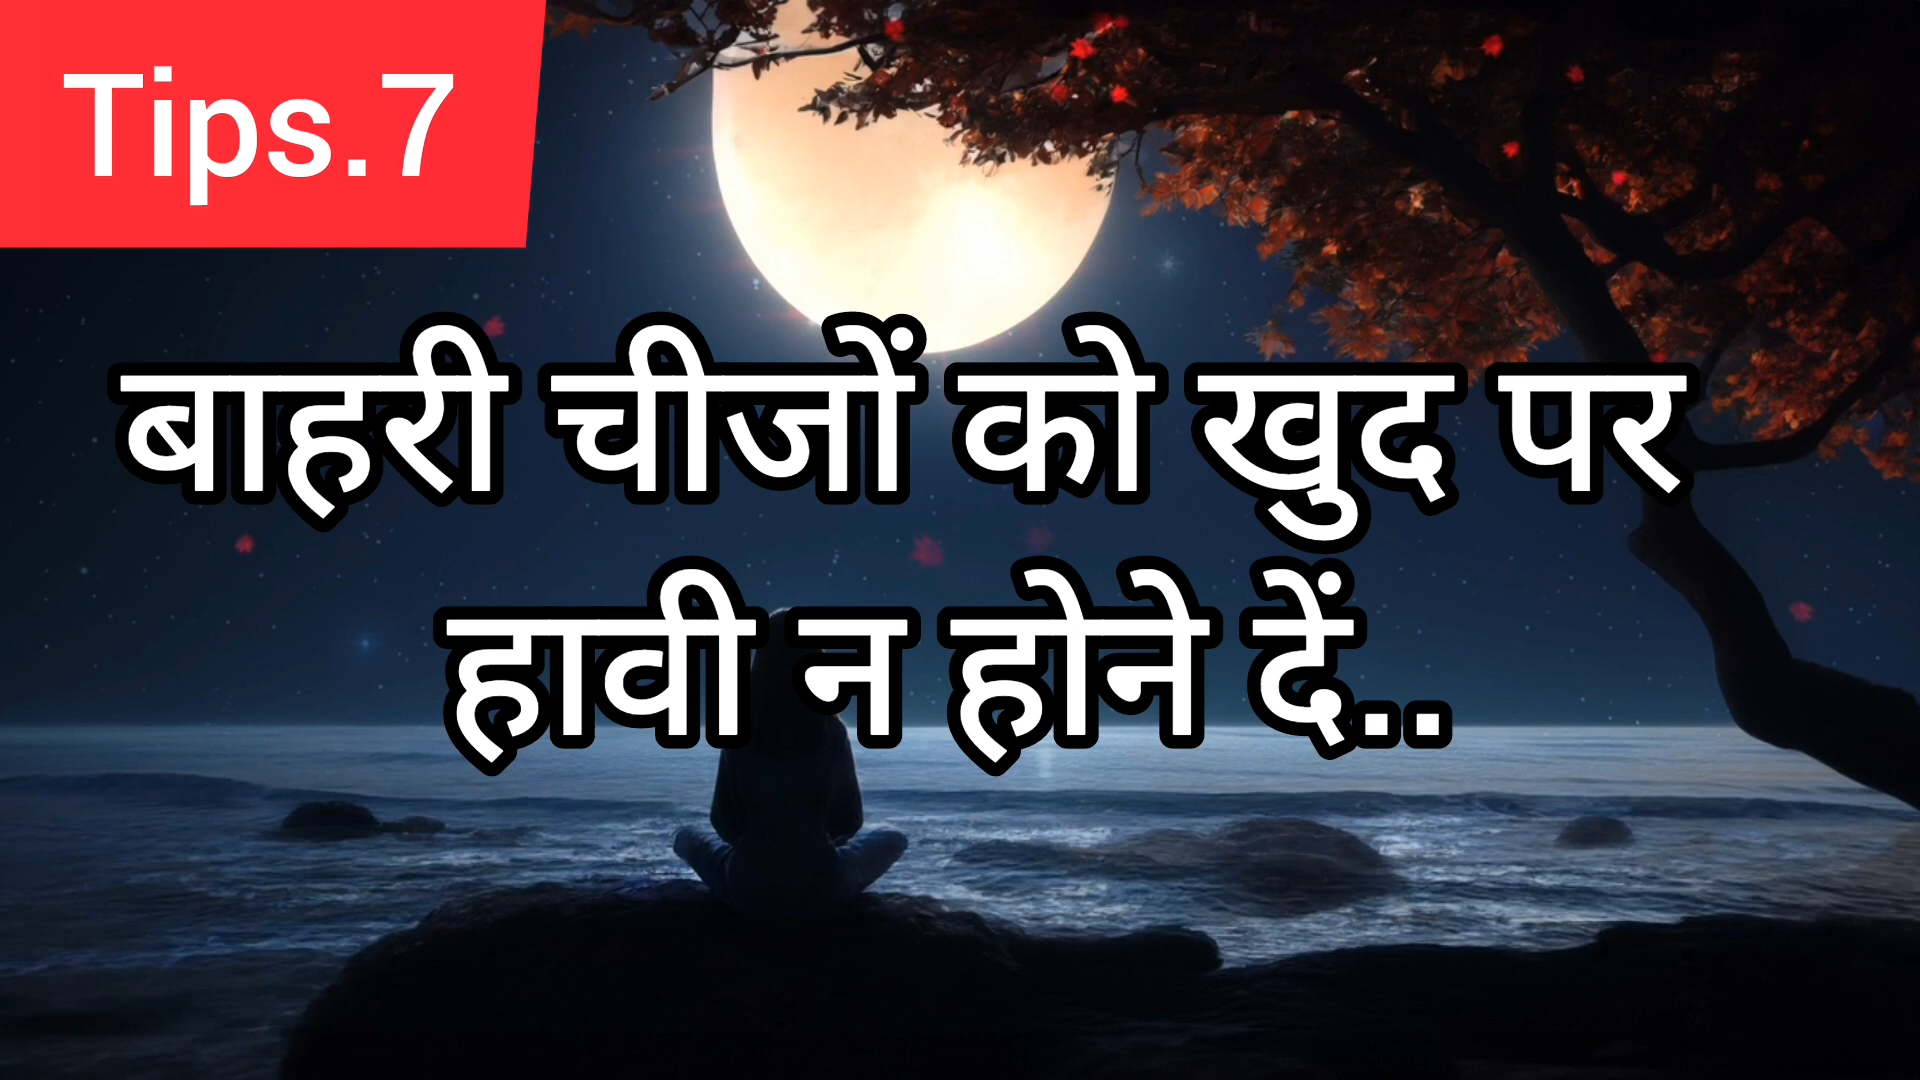 Tips.7
बाहरी चीजों को खुद पर
हावी न होने दें..